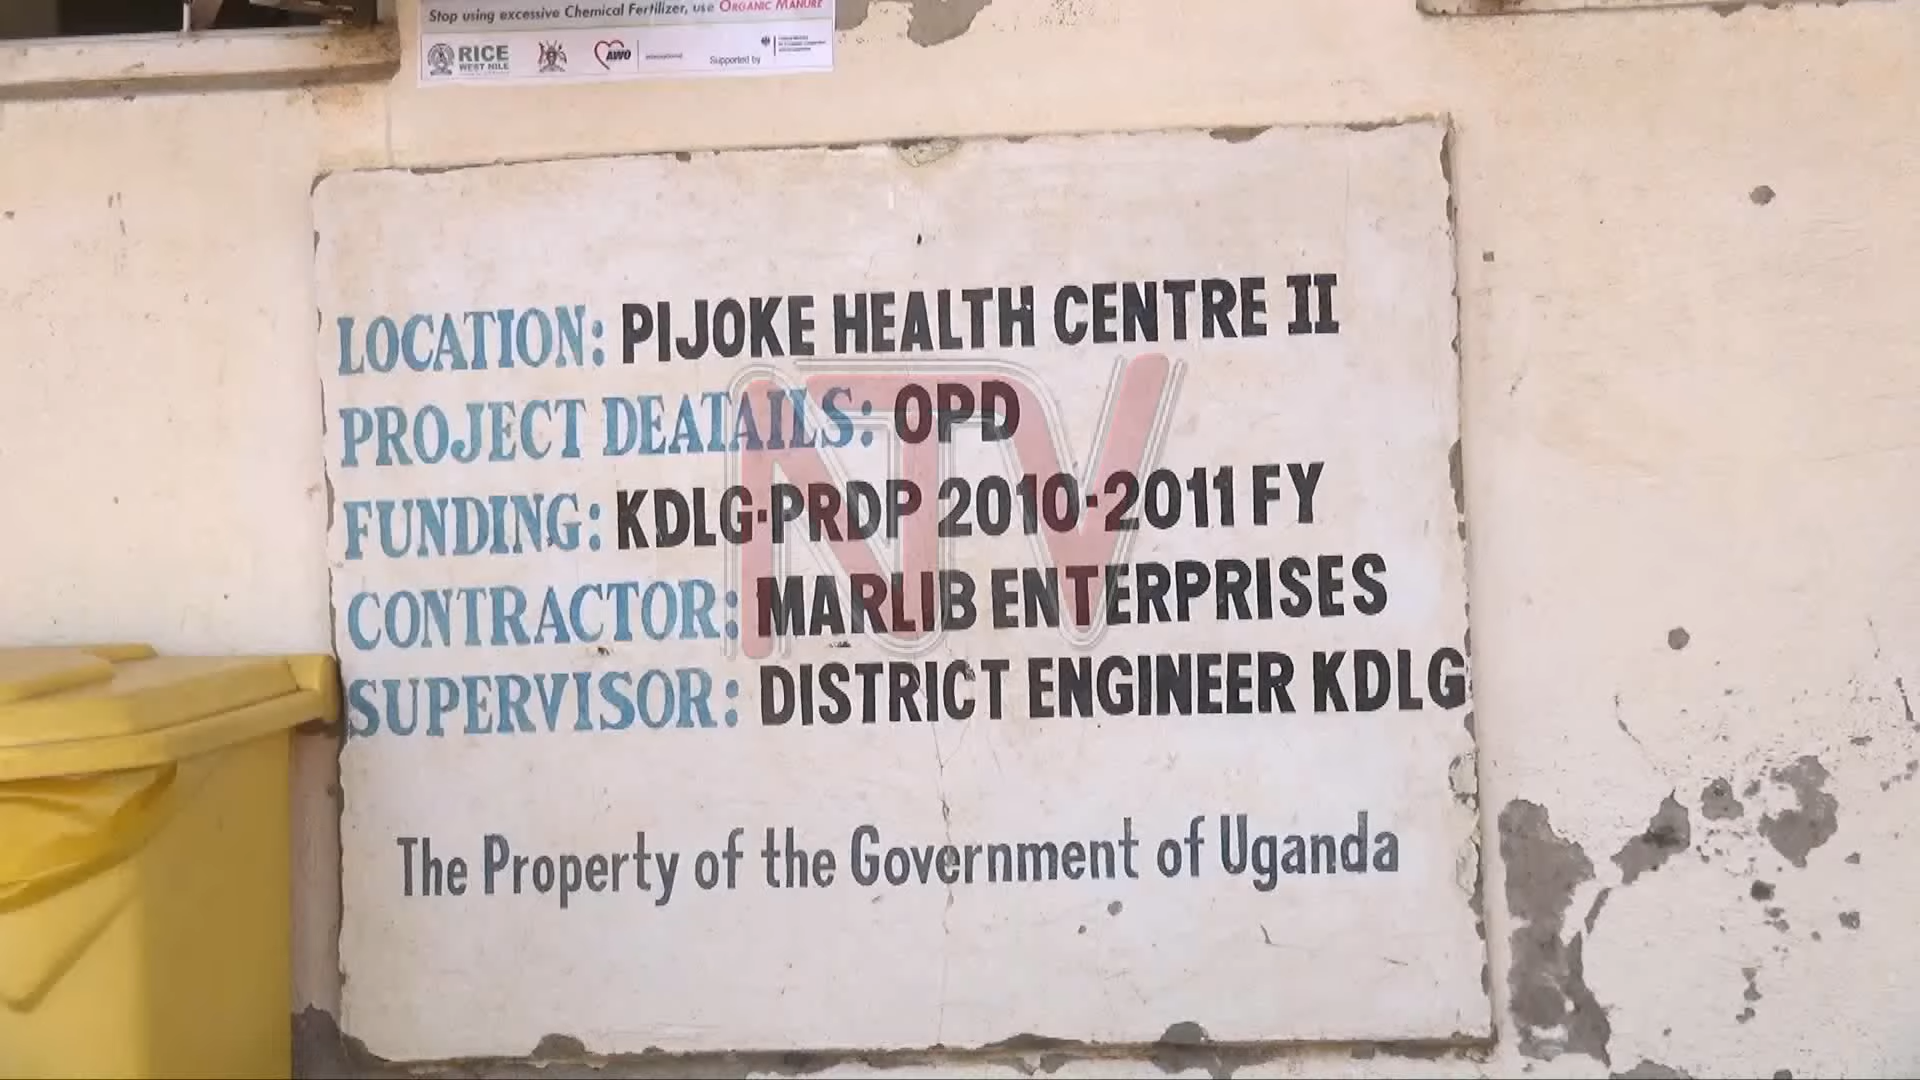 Stop using excessive Chemical Fertilizer, use ORGANIC MANURE
RICE
WEST NILE
AWO
International
Supported by
LOCATION: PIJOKE HEALTH CENTRE II
PROJECT DEATAILS: OPD
FUNDING: KDLG-PRDP 2010-2011 FY
CONTRACTOR: MARLIB ENTERPRISES
SUPERVISOR: DISTRICT ENGINEER KDLG
The Property of the Government of Uganda
NTV